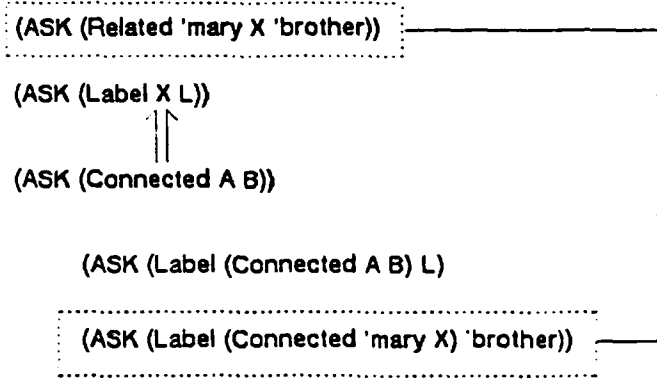 (ASK (Related 'mary X 'brother))
(ASK (Label X L))
(ASK (Connected A B))
(ASK (Label (Connected A B) L)
(ASK (Label (Connected 'mary X) 'brother))